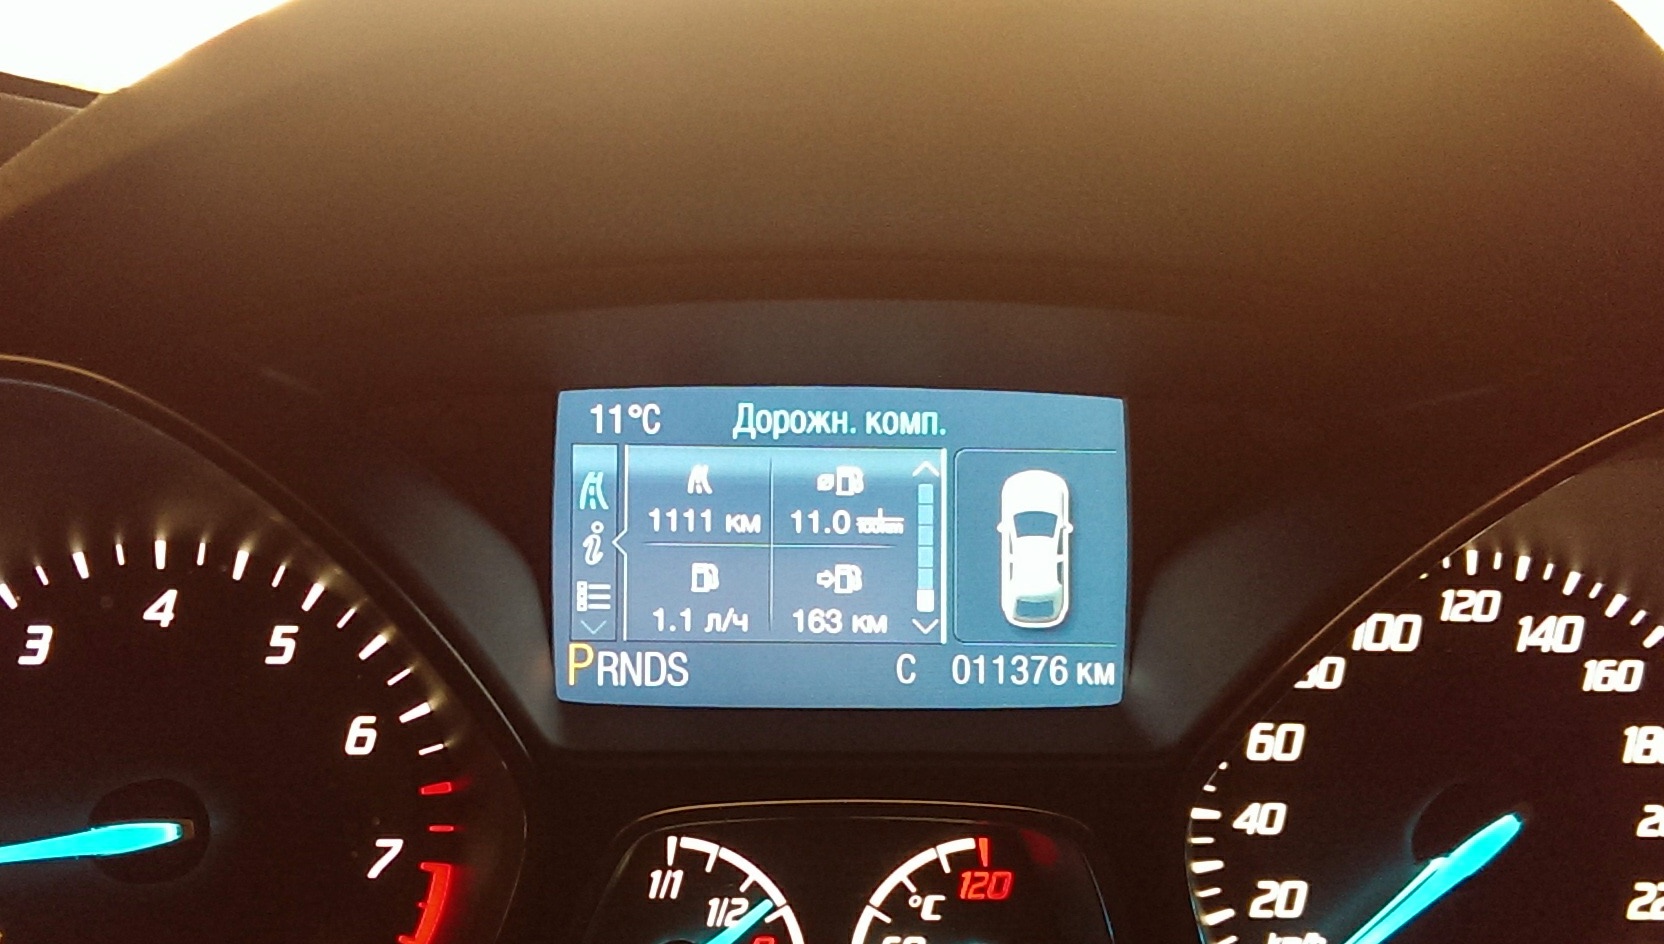 11°C Дорожн. комп.
1111 км 11.0
1.1 л/ч 163 км
PRNDS C 011376 км
3 4 5 6 7
1/1 1/2
°C 120
20 40 60 100 120 140 160